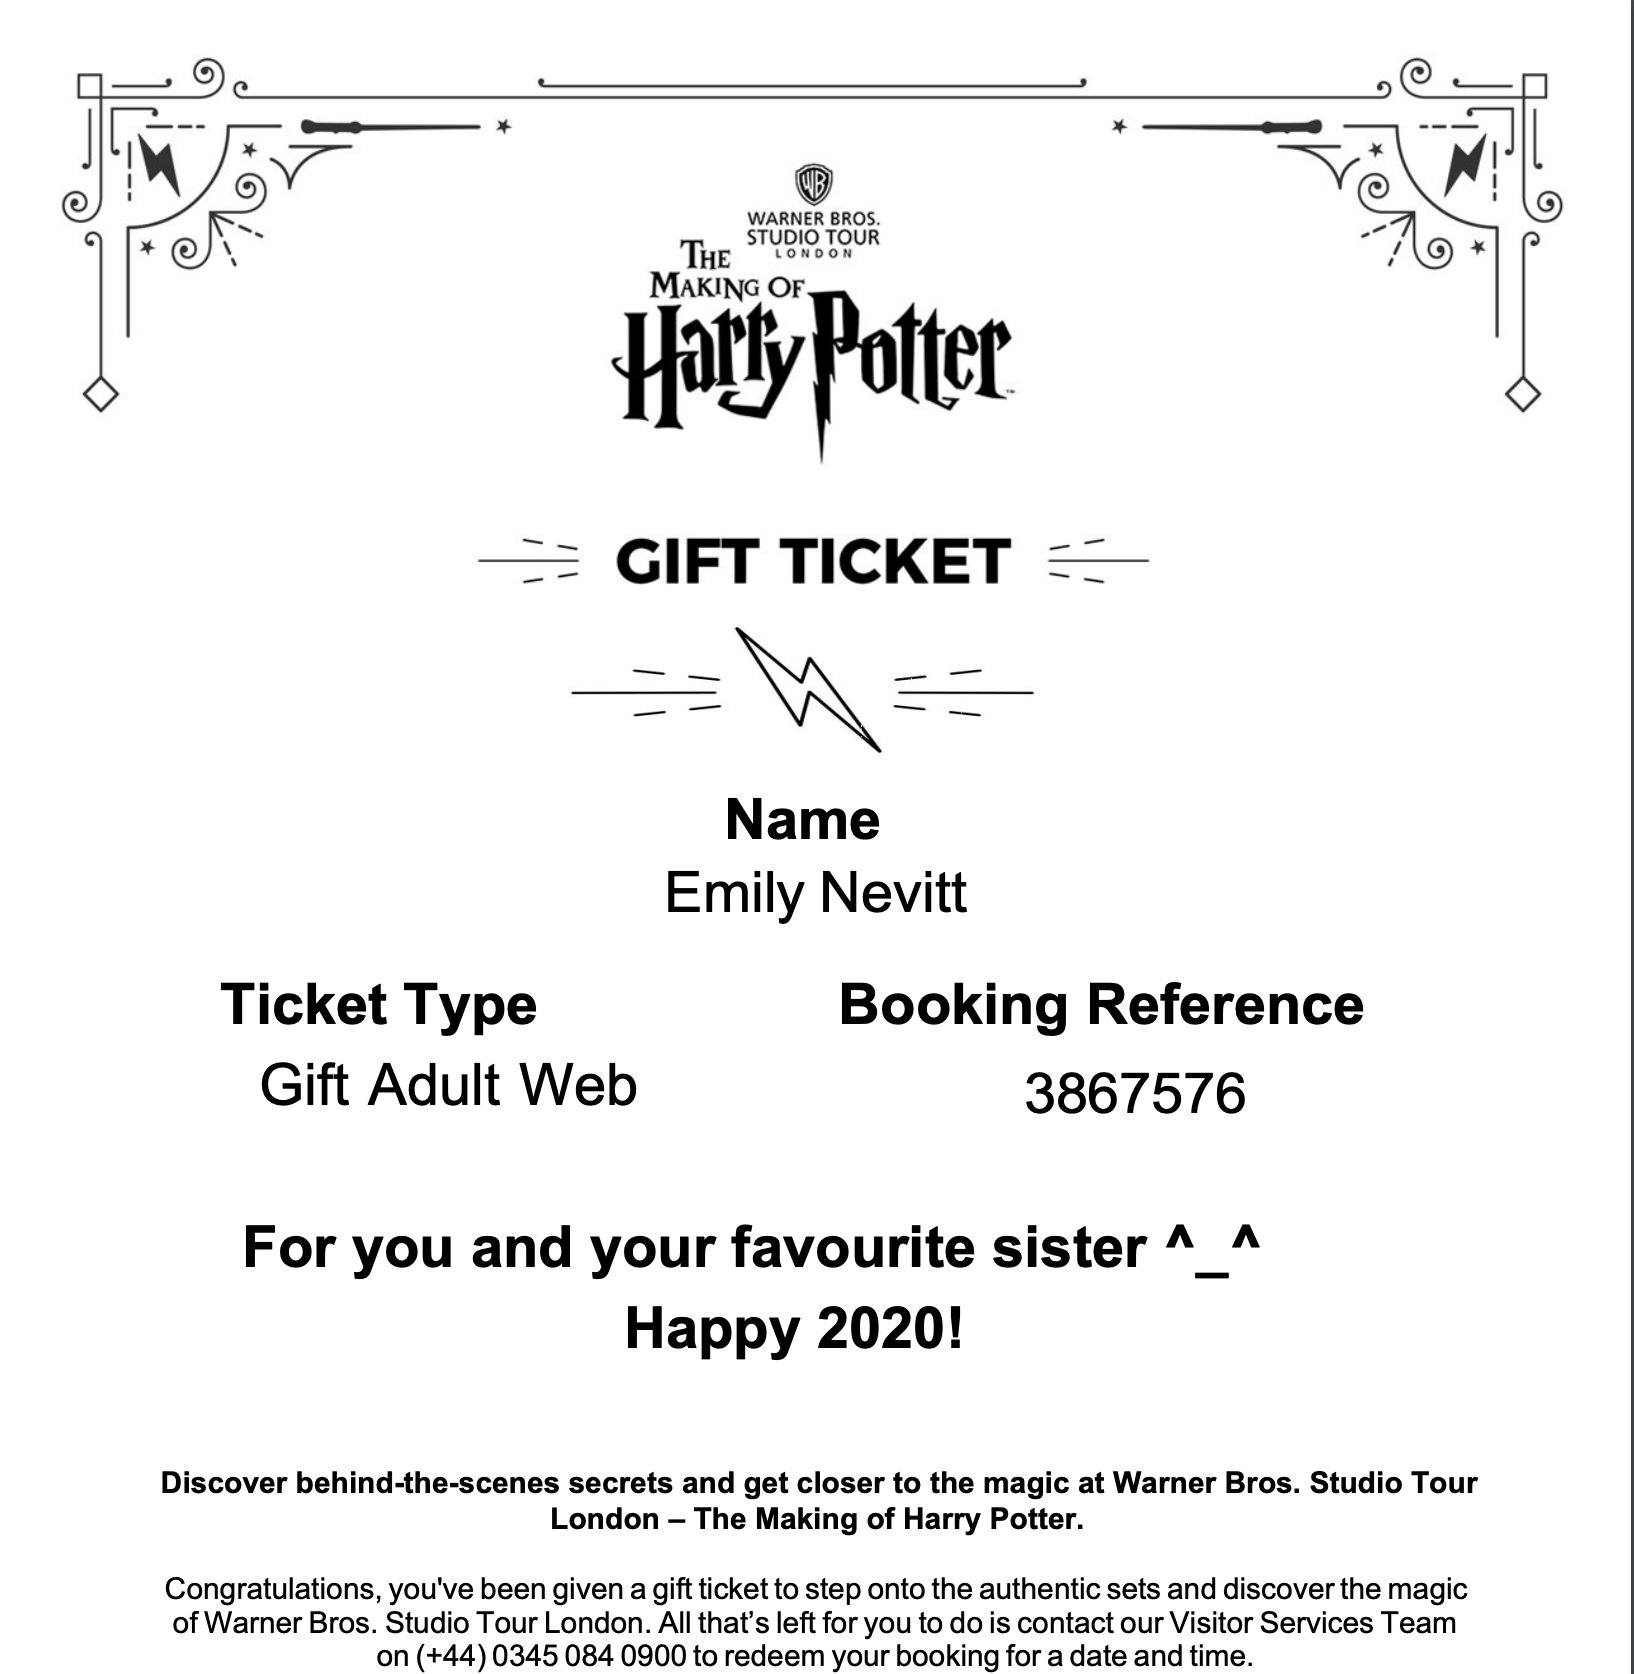 WB
WARNER BROS.
STUDIO TOUR
LONDON
THE
MAKING OF
Harry Potter™
GIFT TICKET
Name
Emily Nevitt
Ticket Type
Booking Reference
Gift Adult Web
3867576
For you and your favourite sister ^_^
Happy 2020!
Discover behind-the-scenes secrets and get closer to the magic at Warner Bros. Studio Tour
London – The Making of Harry Potter.
Congratulations, you've been given a gift ticket to step onto the authentic sets and discover the magic
of Warner Bros. Studio Tour London. All that’s left for you to do is contact our Visitor Services Team
on (+44) 0345 084 0900 to redeem your booking for a date and time.